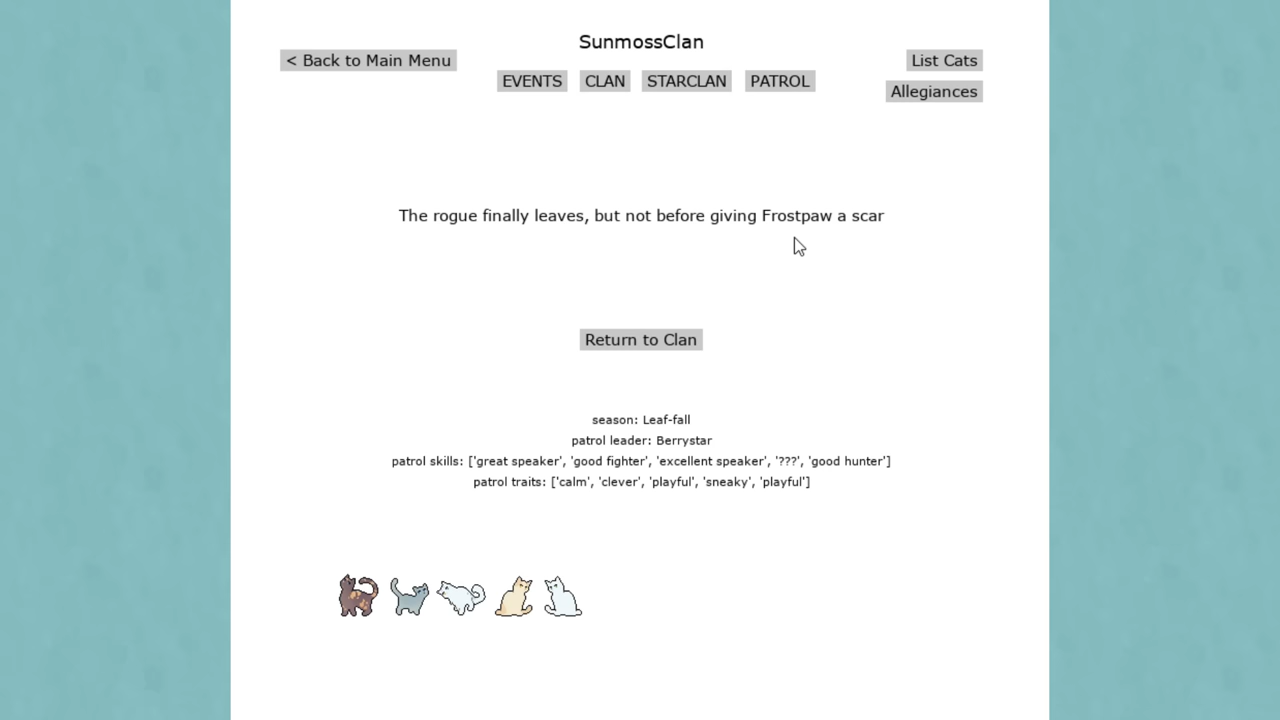 SunmossClan
< Back to Main Menu
List Cats
EVENTS CLAN STARCLAN PATROL
Allegiances
The rogue finally leaves, but not before giving Frostpaw a scar
Return to Clan
season: Leaf-fall
patrol leader: Berrystar
patrol skills: ['great speaker', 'good fighter', 'excellent speaker', '???', 'good hunter']
patrol traits: ['calm', 'clever', 'playful', 'sneaky', 'playful']